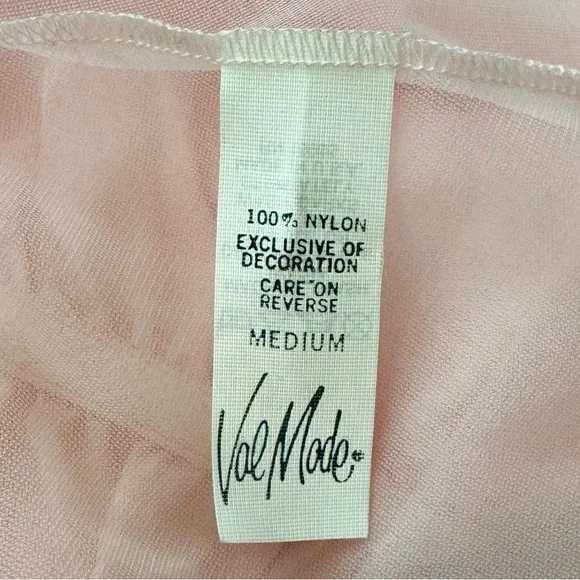 100% NYLON
EXCLUSIVE OF
DECORATION
CARE ON
REVERSE
MEDIUM
Val Mode